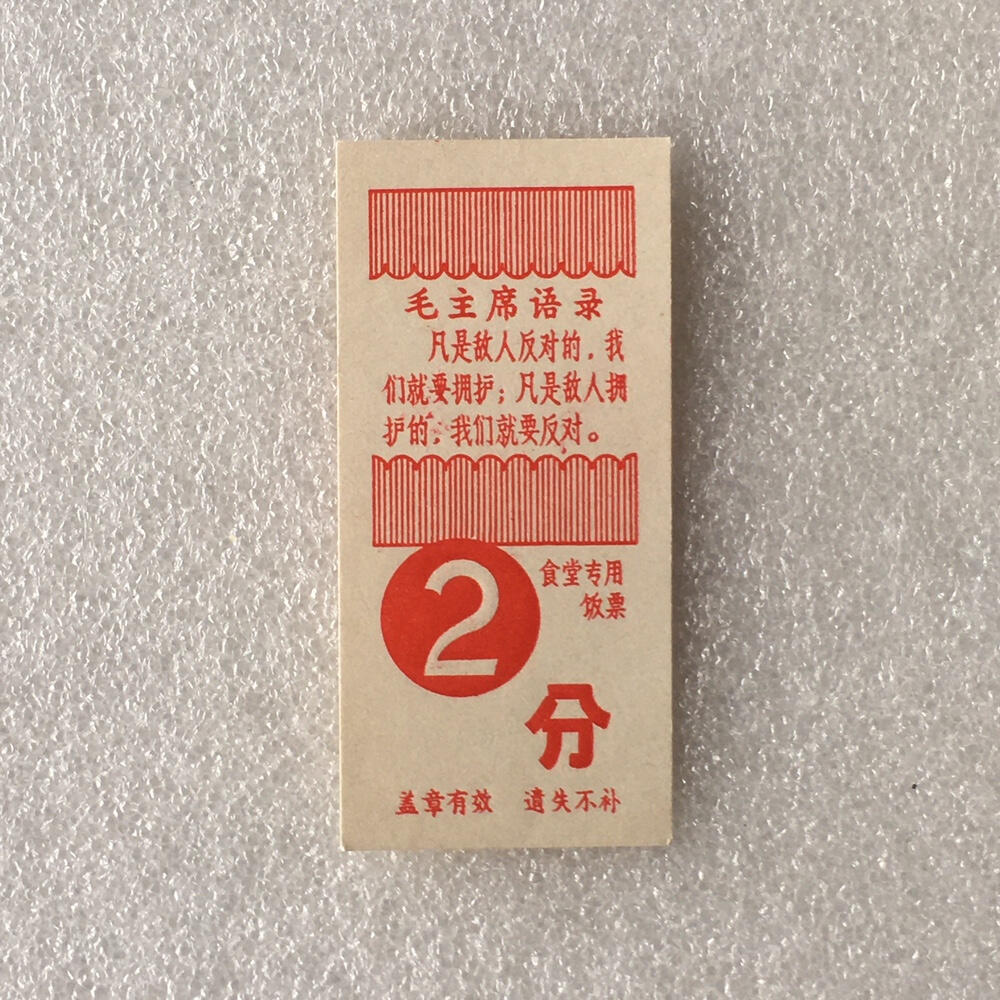 毛主席语录
凡是敌人反对的，我
们就要拥护；凡是敌人拥
护的，我们就要反对。
2
食堂专用
饭票
分
盖章有效 遗失不补